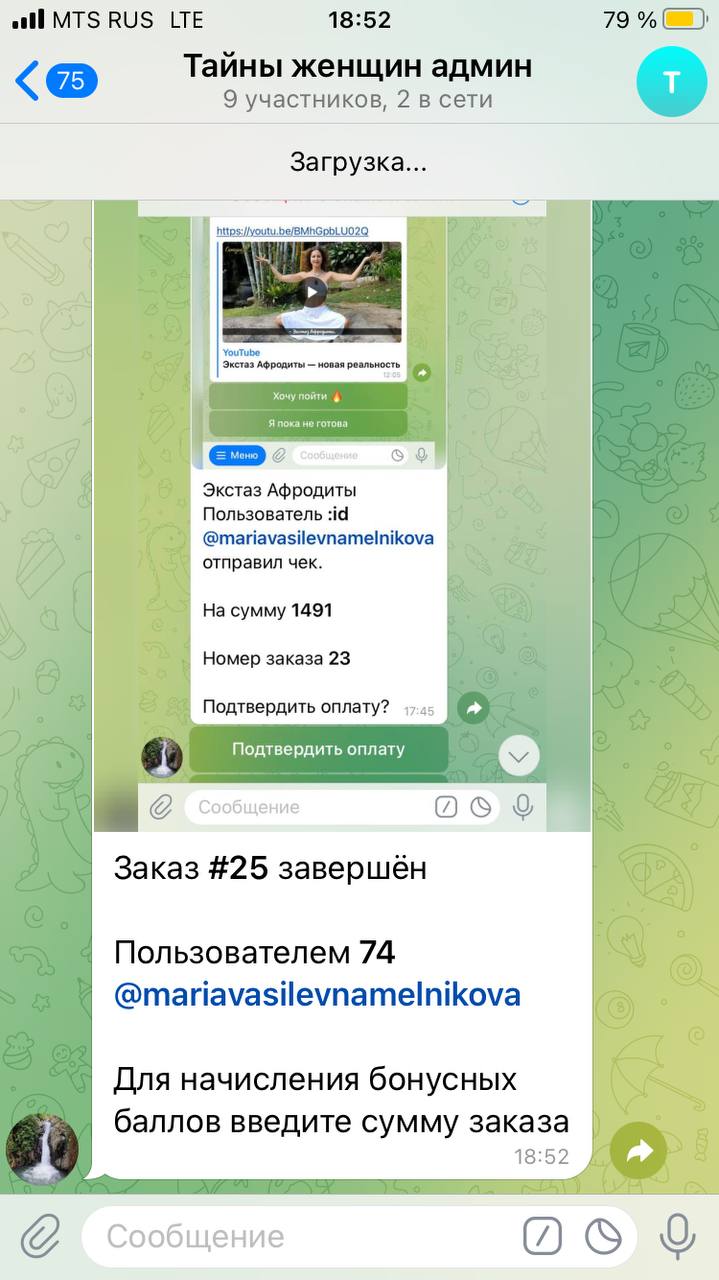 MTS RUS LTE 18:52 79 %
75 Тайны женщин админ Т
9 участников, 2 в сети
Загрузка...
https://youtu.be/BMhGpbLU02Q
YouTube
Экстаз Афродиты — новая реальность
12:05
Хочу пойти 🔥
Я пока не готова
Меню Сообщение
Экстаз Афродиты
Пользователь :id
@mariavasilevnamelnikova
отправил чек.
На сумму 1491
Номер заказа 23
Подтвердить оплату? 17:45
Подтвердить оплату
Сообщение
Заказ #25 завершён
Пользователем 74
@mariavasilevnamelnikova
Для начисления бонусных
баллов введите сумму заказа
18:52
Сообщение